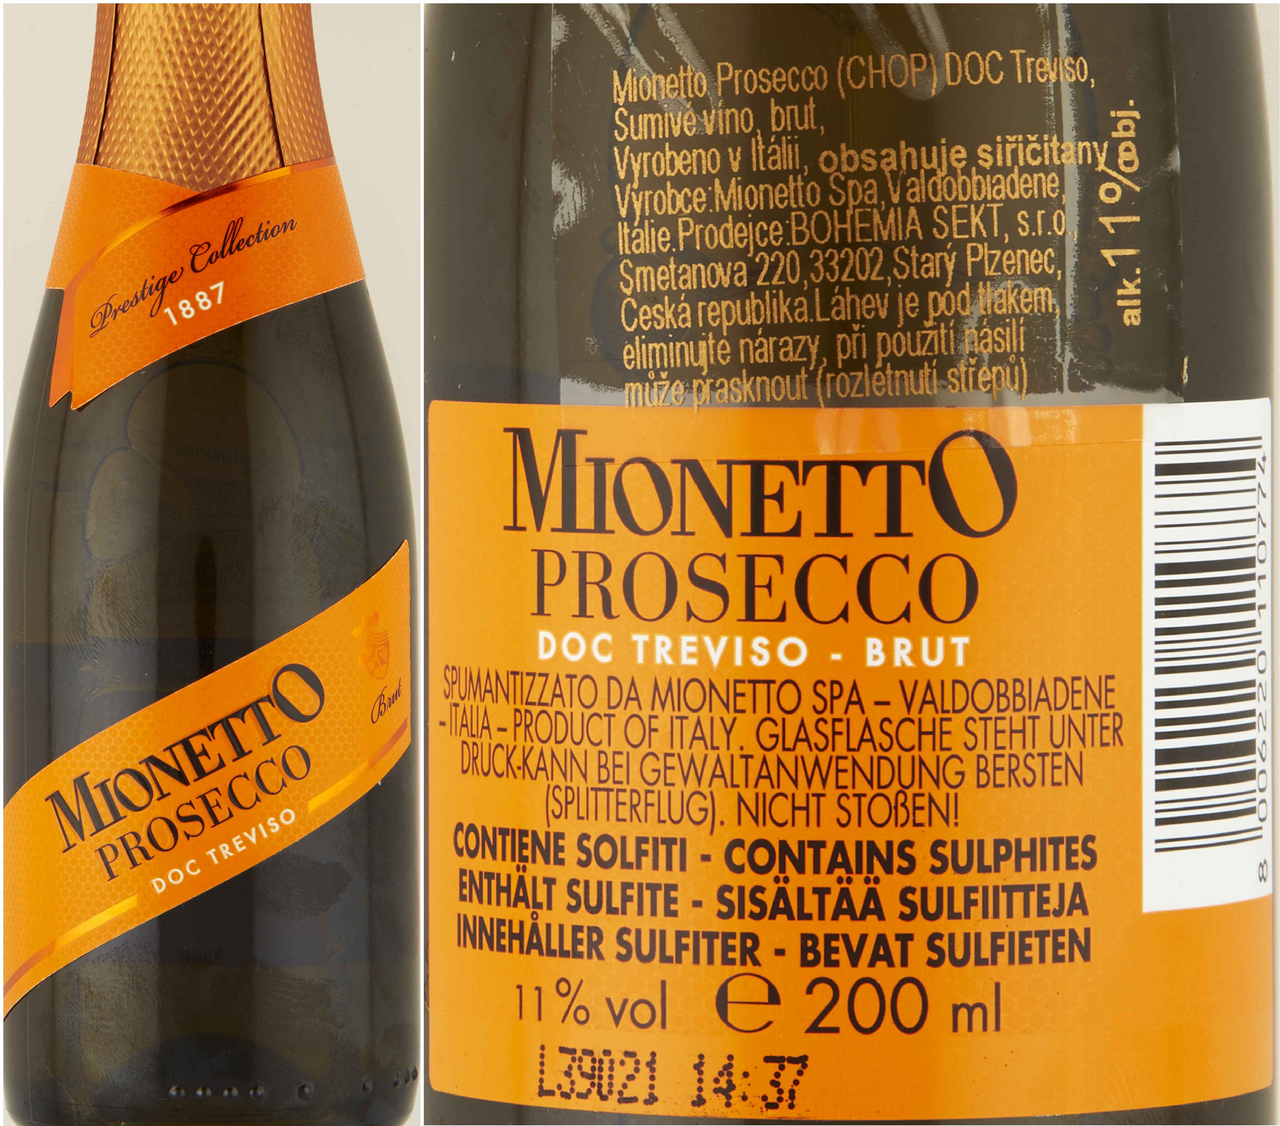 Prestige Collection
1887
Brut
MIONETTO
PROSECCO
DOC TREVISO
Mionetto Prosecco (CHOP) DOC Treviso,
Šumivé víno, brut,
Vyrobeno v Itálii, obsahuje siřičitany
Výrobce:Mionetto Spa,Valdobbiadene,
Itálie.Prodejce:BOHEMIA SEKT, s.r.o.,
Smetanova 220,33202,Starý Plzenec,
Česká republika.Láhev je pod tlakem,
eliminujte nárazy, při použití násilí
může prasknout (rozlétnutí střepů)
alk.11%obj.
MIONETTO
PROSECCO
DOC TREVISO - BRUT
SPUMANTIZZATO DA MIONETTO SPA – VALDOBBIADENE
– ITALIA – PRODUCT OF ITALY. GLASFLASCHE STEHT UNTER
DRUCK-KANN BEI GEWALTANWENDUNG BERSTEN
(SPLITTERFLUG). NICHT STOßEN!
CONTIENE SOLFITI - CONTAINS SULPHITES
ENTHÄLT SULFITE - SISÄLTÄÄ SULFIITTEJA
INNEHÅLLER SULFITER - BEVAT SULFIETEN
11% vol ℮ 200 ml
L39021 14:37
8 006220 110774